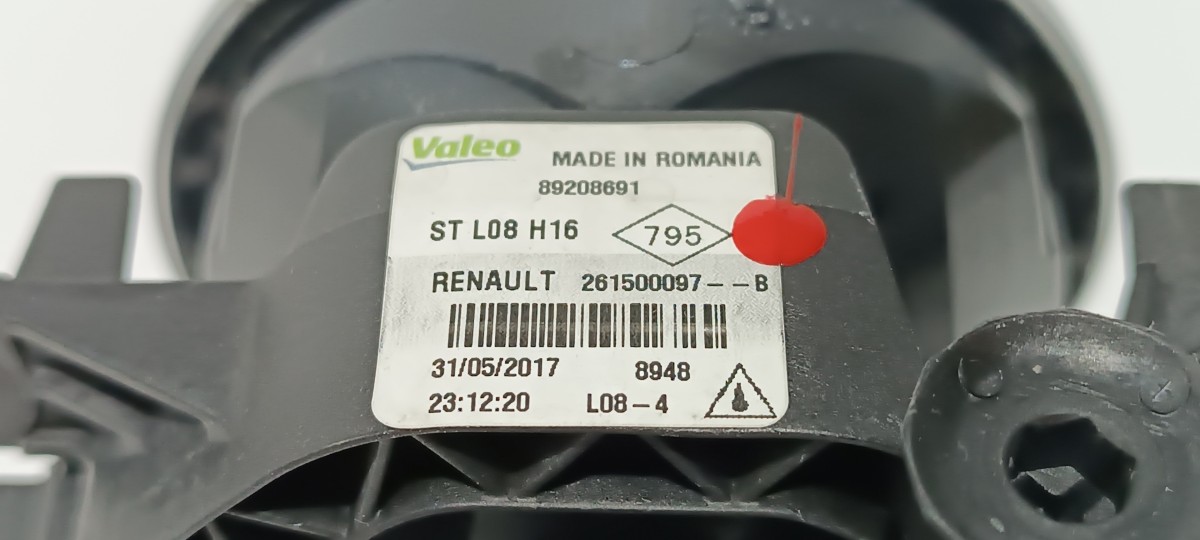 Valeo MADE IN ROMANIA
89208691
ST L08 H16 795
RENAULT 261500097--B
31/05/2017 8948
23:12:20 L08-4